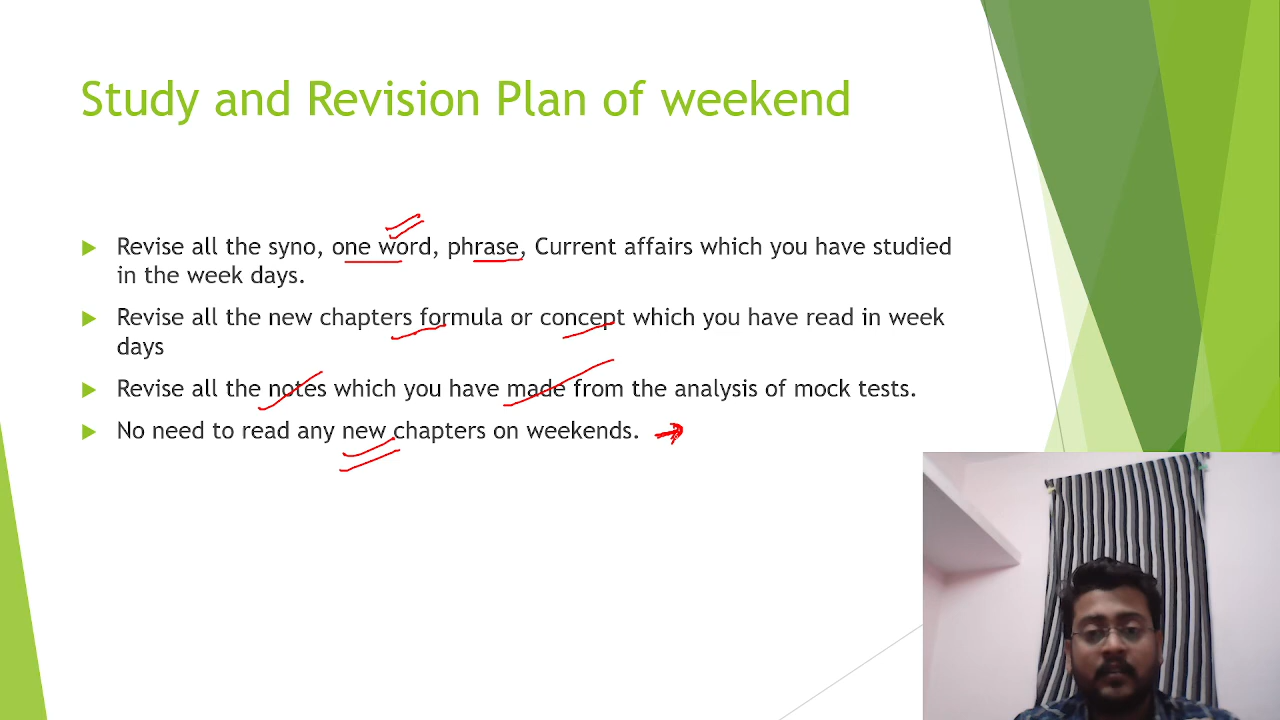 Study and Revision Plan of weekend
Revise all the syno, one word, phrase, Current affairs which you have studied
in the week days.
Revise all the new chapters formula or concept which you have read in week
days
Revise all the notes which you have made from the analysis of mock tests.
No need to read any new chapters on weekends.